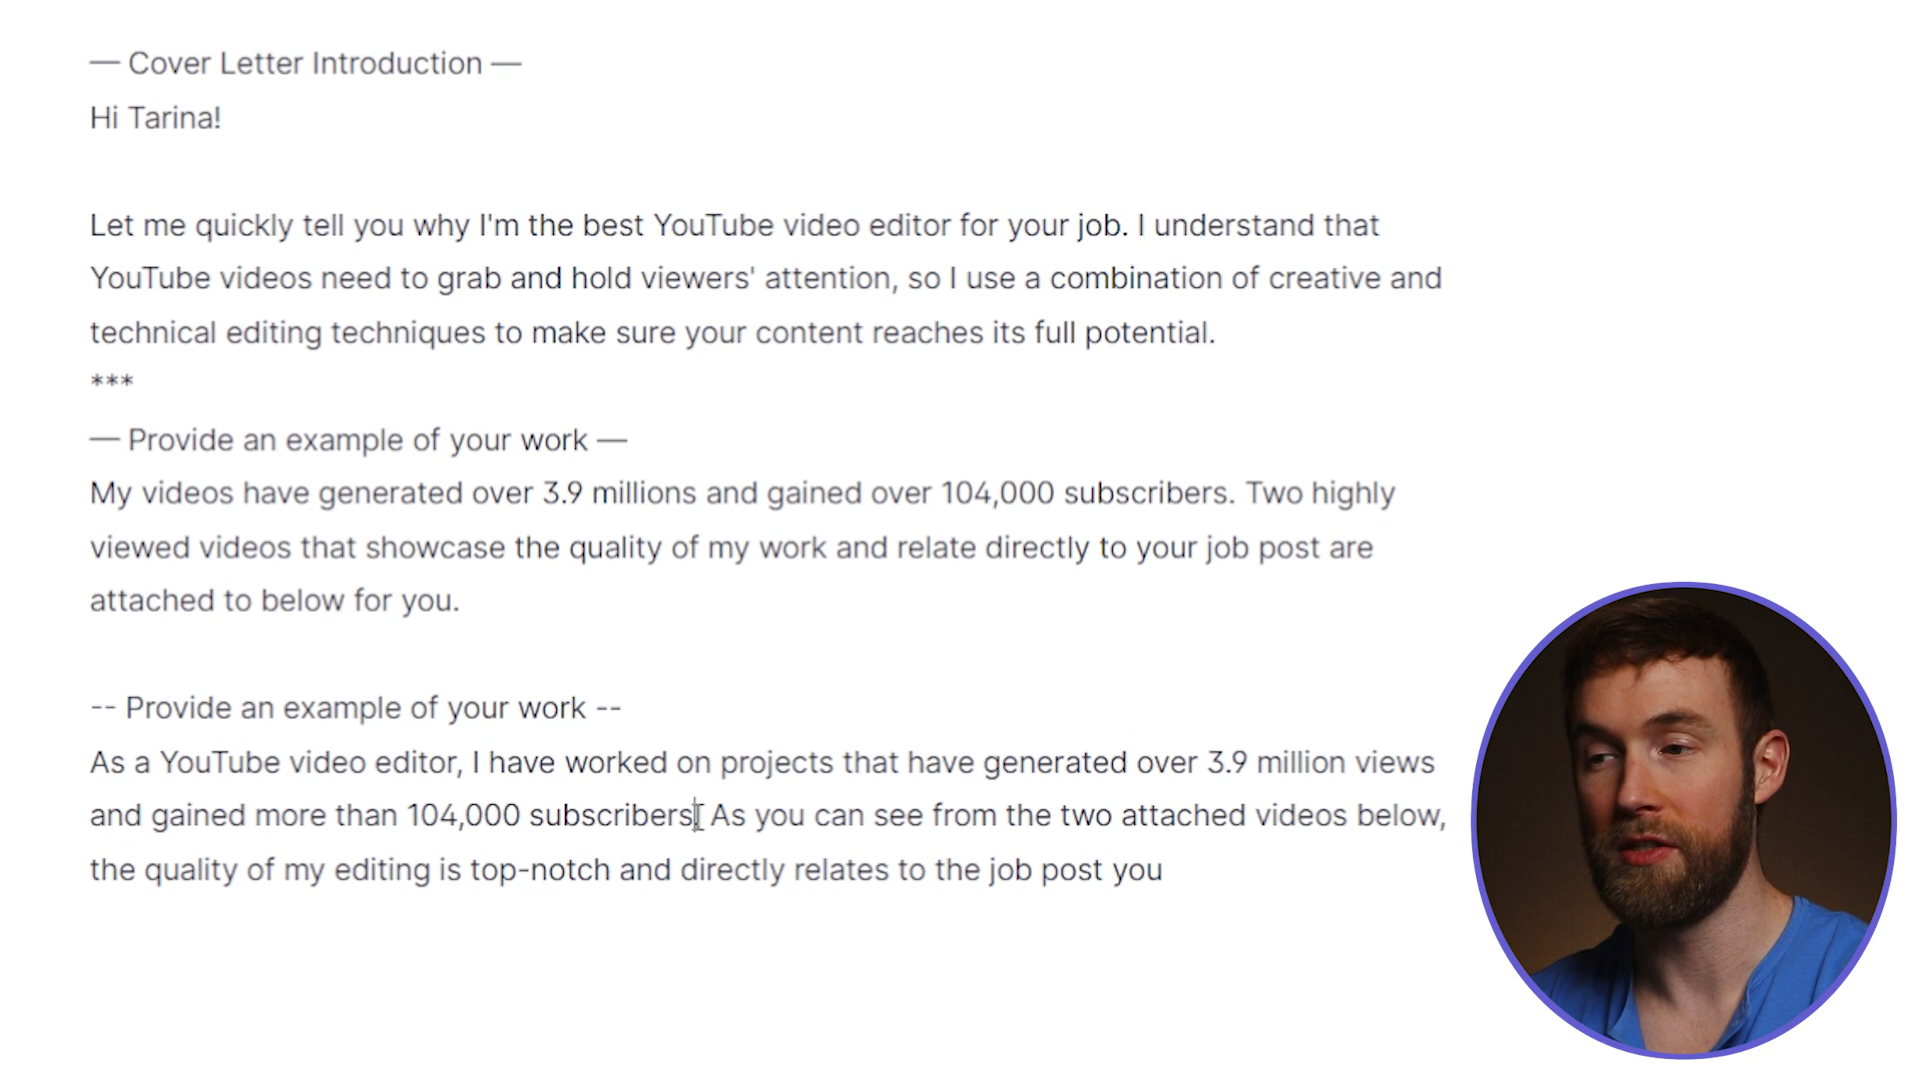 — Cover Letter Introduction —
Hi Tarina!
Let me quickly tell you why I'm the best YouTube video editor for your job. I understand that
YouTube videos need to grab and hold viewers' attention, so I use a combination of creative and
technical editing techniques to make sure your content reaches its full potential.
***
— Provide an example of your work —
My videos have generated over 3.9 millions and gained over 104,000 subscribers. Two highly
viewed videos that showcase the quality of my work and relate directly to your job post are
attached to below for you.
-- Provide an example of your work --
As a YouTube video editor, I have worked on projects that have generated over 3.9 million views
and gained more than 104,000 subscribers. As you can see from the two attached videos below,
the quality of my editing is top-notch and directly relates to the job post you